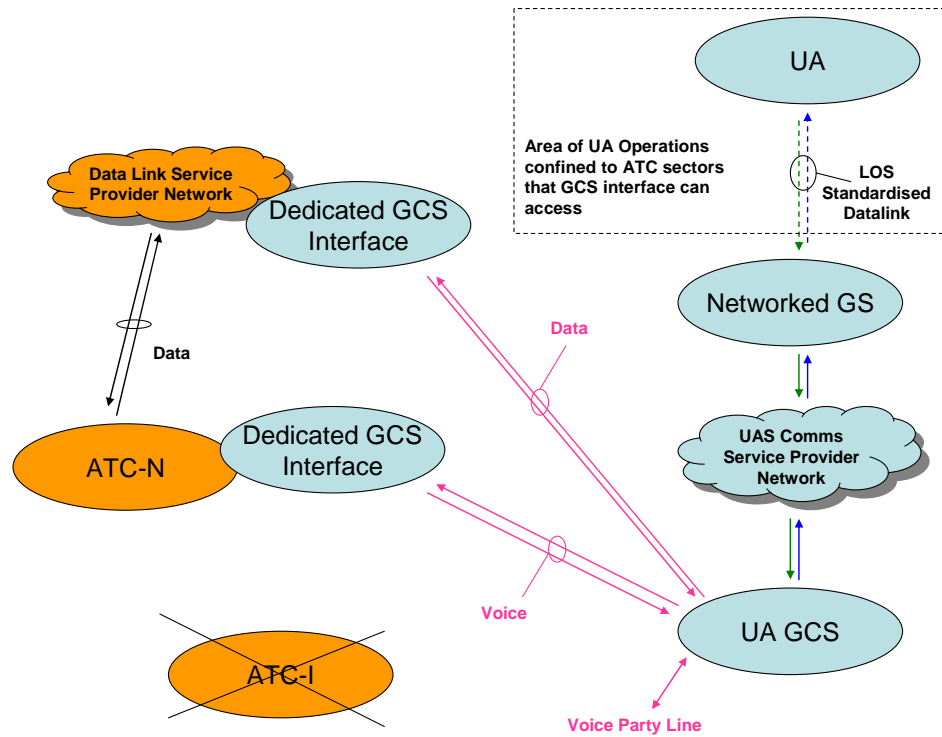 UA
Area of UA Operations
confined to ATC sectors
that GCS interface can
access
LOS
Standardised
Datalink
Data Link Service
Provider Network
Dedicated GCS
Interface
Networked GS
Data
Data
Dedicated GCS
Interface
ATC-N
UAS Comms
Service Provider
Network
Voice
UA GCS
ATC-I
Voice Party Line